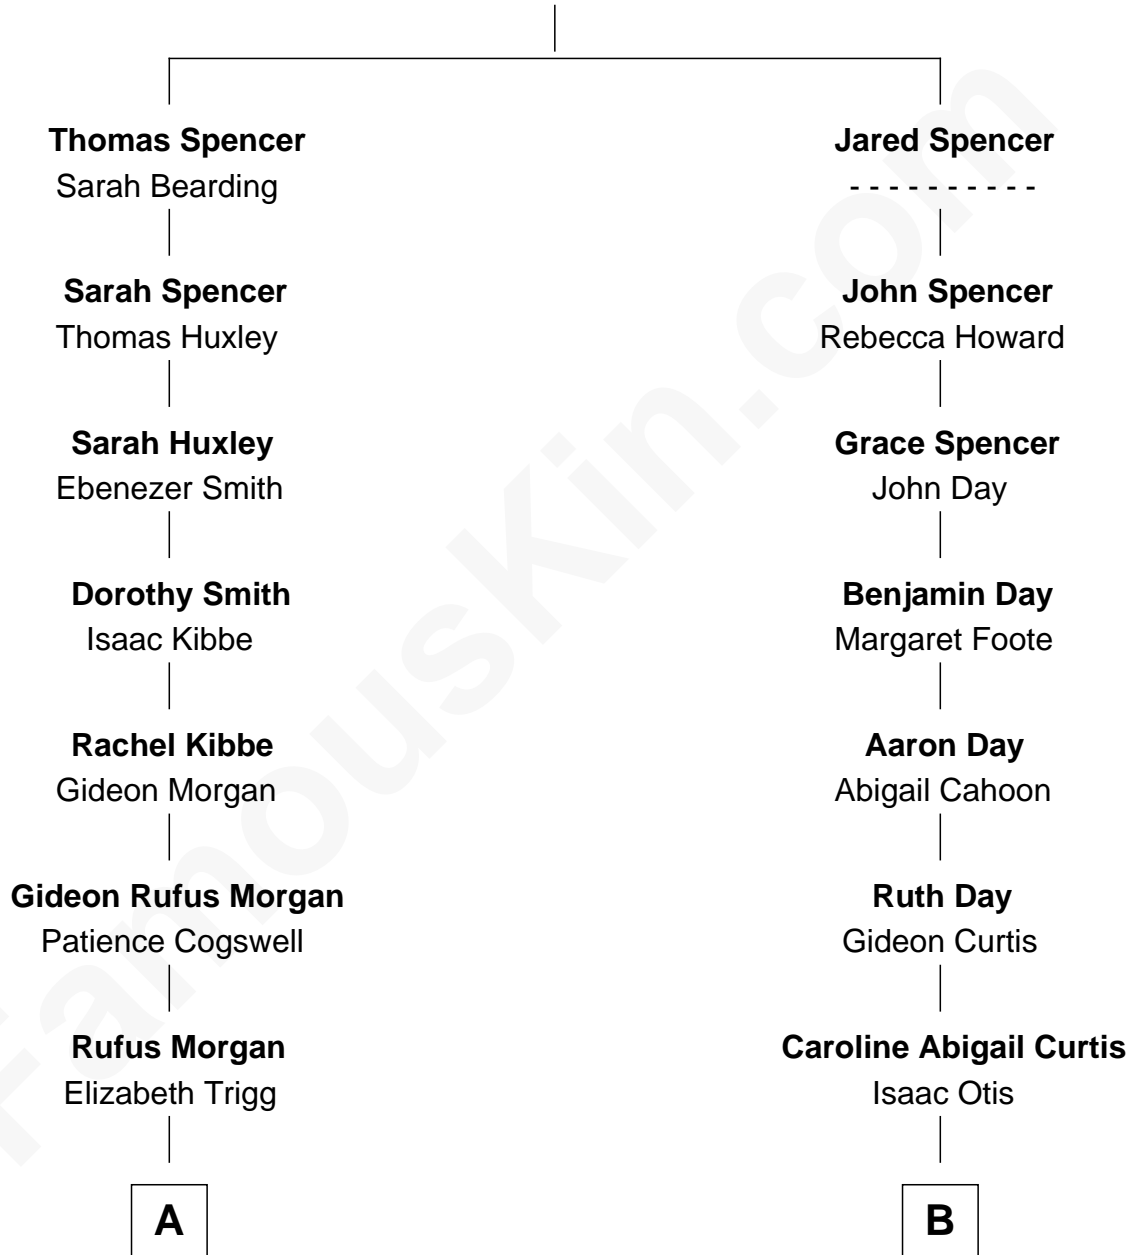 Thomas Spencer
Sarah Bearding
Jared Spencer
- - - - - - - - - -
Sarah Spencer
Thomas Huxley
John Spencer
Rebecca Howard
Sarah Huxley
Ebenezer Smith
Grace Spencer
John Day
Dorothy Smith
Isaac Kibbe
Benjamin Day
Margaret Foote
Rachel Kibbe
Gideon Morgan
Aaron Day
Abigail Cahoon
Gideon Rufus Morgan
Patience Cogswell
Ruth Day
Gideon Curtis
Rufus Morgan
Elizabeth Trigg
Caroline Abigail Curtis
Isaac Otis
A
B
FamousKin.com